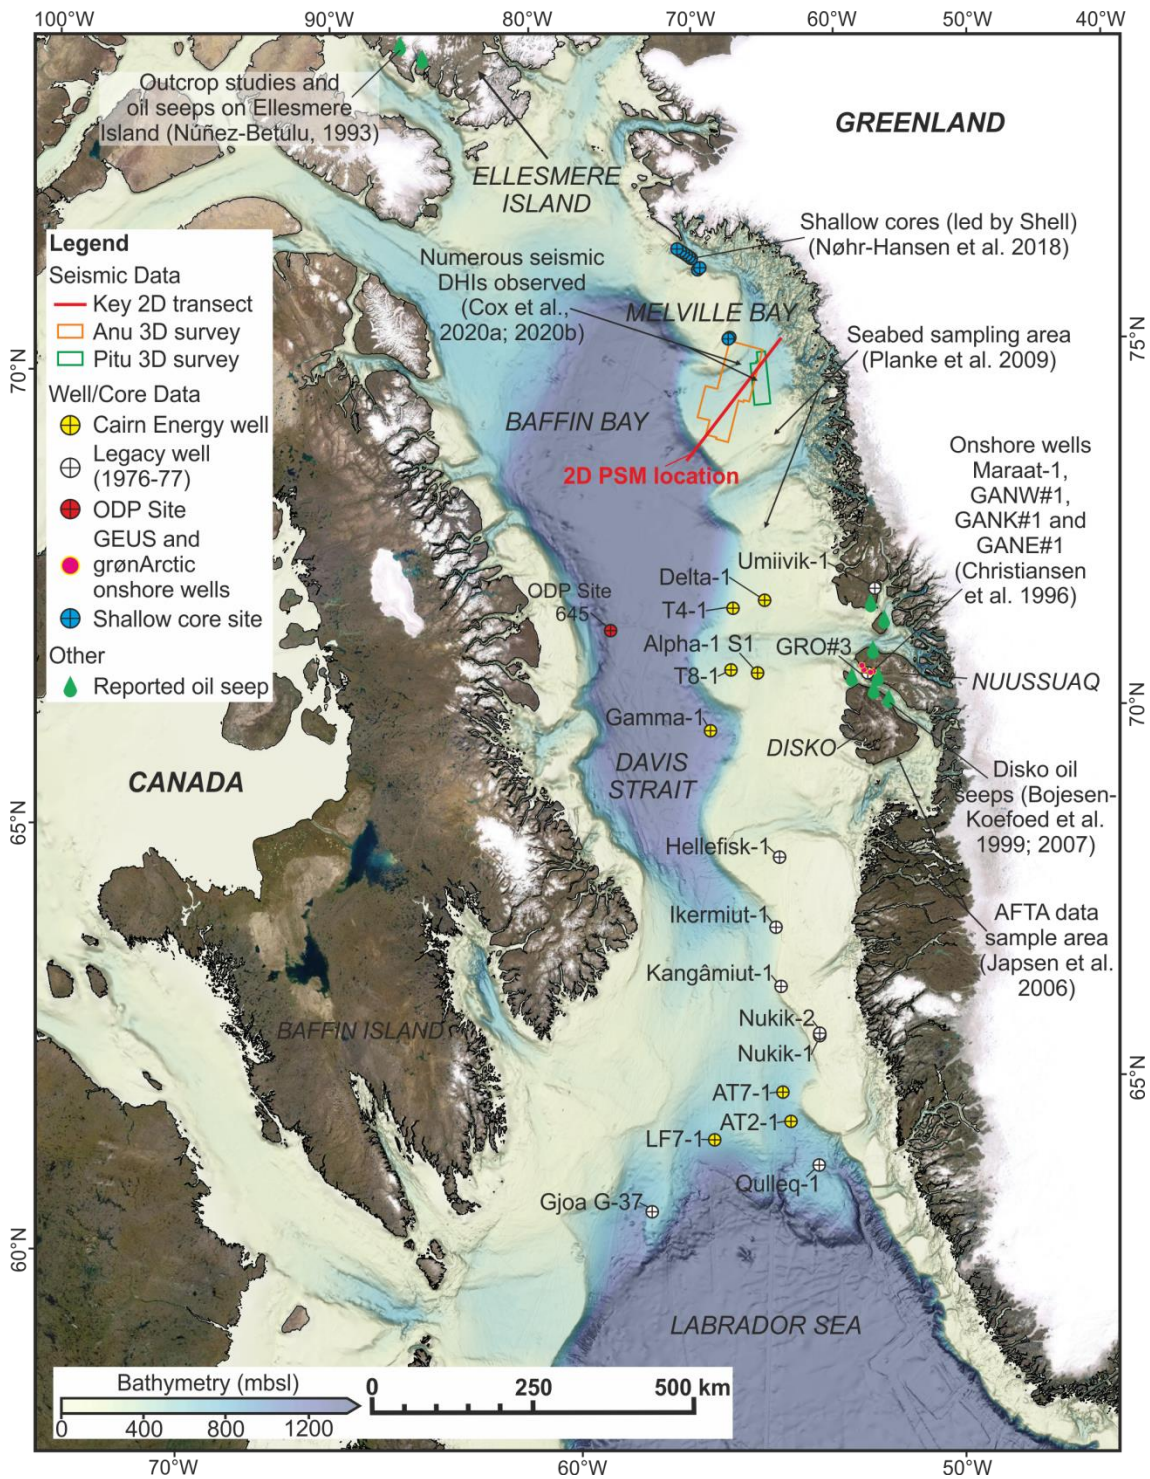 100°W
90°W
80°W
70°W
60°W
50°W
40°W
Outcrop studies and
oil seeps on Ellesmere
Island (Núñez-Betulu, 1993)
GREENLAND
ELLESMERE
ISLAND
Shallow cores (led by Shell)
(Nøhr-Hansen et al. 2018)
Legend
Seismic Data
Key 2D transect
Anu 3D survey
Pitu 3D survey
Well/Core Data
Cairn Energy well
Legacy well
(1976-77)
ODP Site
GEUS and
grønArctic
onshore wells
Shallow core site
Other
Reported oil seep
Numerous seismic
DHIs observed
(Cox et al.,
2020a; 2020b)
MELVILLE BAY
Seabed sampling area
(Planke et al. 2009)
75°N
70°N
BAFFIN BAY
2D PSM location
Onshore wells
Maraat-1,
GANW#1,
GANK#1 and
GANE#1
(Christiansen
et al. 1996)
Umiivik-1
Delta-1
T4-1
ODP Site
645
Alpha-1 S1
T8-1
GRO#3
NUUSSUAQ
Gamma-1
70°N
DISKO
DAVIS
STRAIT
CANADA
Disko oil
seeps (Bojesen-
Koefoed et al.
1999; 2007)
65°N
Hellefisk-1
Ikermiut-1
AFTA data
sample area
(Japsen et al.
2006)
Kangâmiut-1
Nukik-2
Nukik-1
BAFFIN ISLAND
65°N
AT7-1
AT2-1
LF7-1
Qulleq-1
Gjoa G-37
60°N
LABRADOR SEA
Bathymetry (mbsl)
0
400
800
1200
0
250
500 km
70°W
60°W
50°W